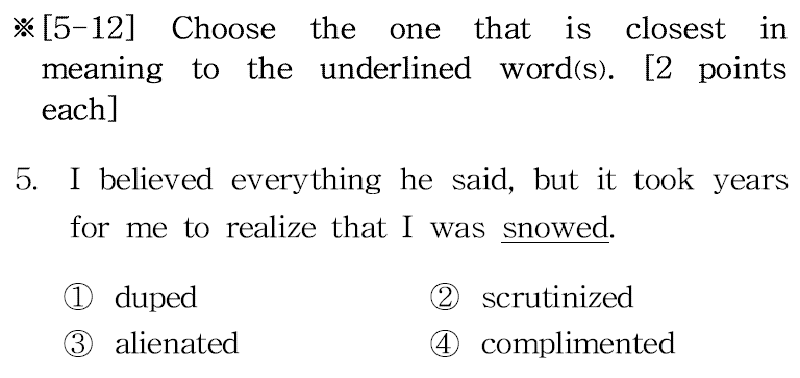 ※[5-12] Choose the one that is closest in
meaning to the underlined word(s). [2 points
each]
5. I believed everything he said, but it took years
for me to realize that I was snowed.
① duped ② scrutinized
③ alienated ④ complimented